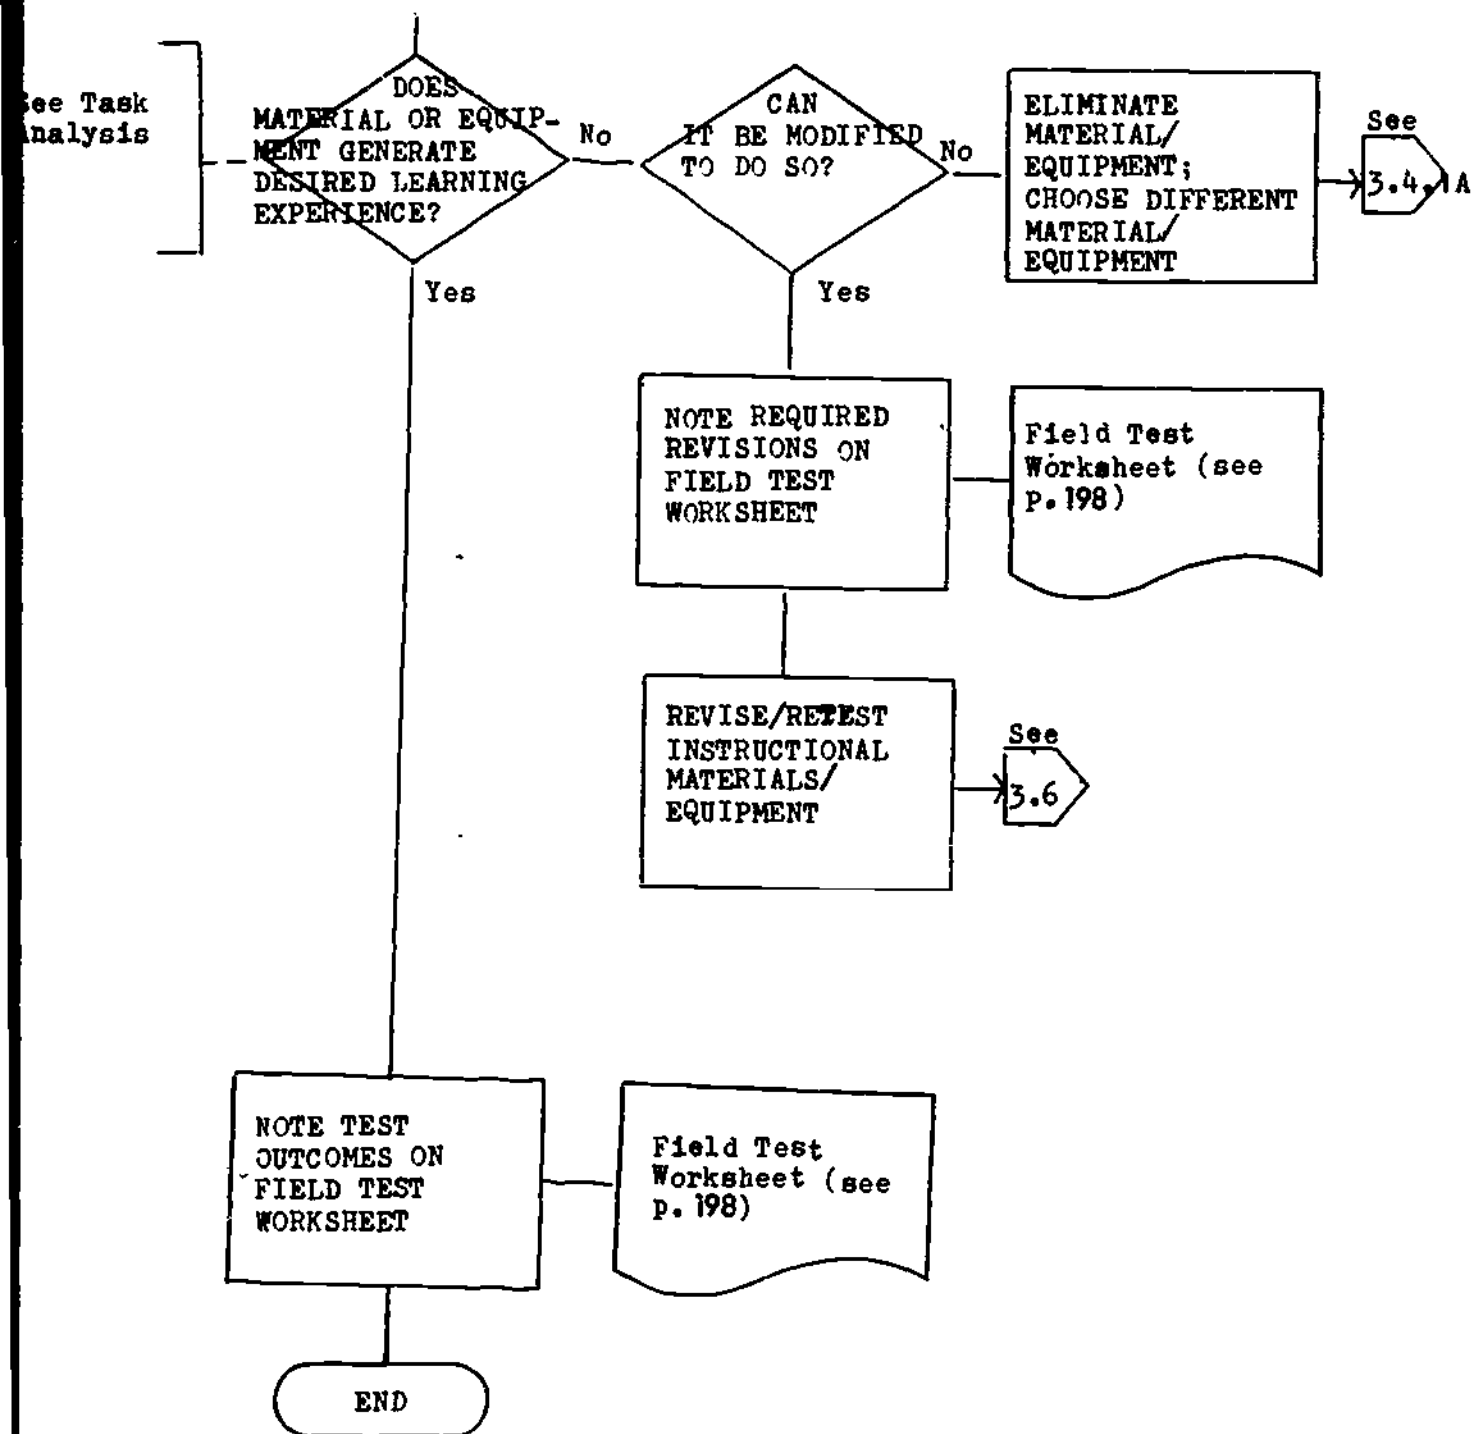 See Task
Analysis
DOES
MATERIAL OR EQUIP-
MENT GENERATE
DESIRED LEARNING
EXPERIENCE?
No
Yes
CAN
IT BE MODIFIED
TO DO SO?
No
Yes
ELIMINATE
MATERIAL/
EQUIPMENT;
CHOOSE DIFFERENT
MATERIAL/
EQUIPMENT
See
3.4.1A
NOTE REQUIRED
REVISIONS ON
FIELD TEST
WORKSHEET
Field Test
Worksheet (see
p. 198)
REVISE/RETEST
INSTRUCTIONAL
MATERIALS/
EQUIPMENT
See
3.6
NOTE TEST
OUTCOMES ON
FIELD TEST
WORKSHEET
Field Test
Worksheet (see
p. 198)
END